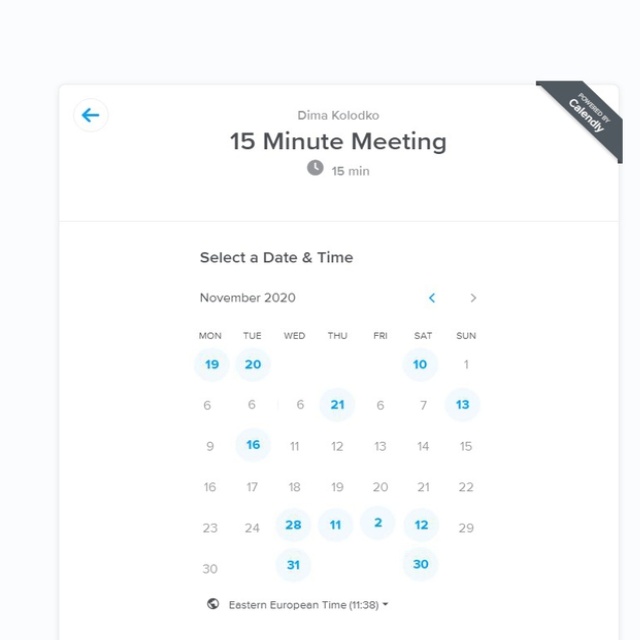 Dima Kolodko
15 Minute Meeting
15 min
POWERED BY
Calendly
Select a Date & Time
November 2020
MON TUE WED THU FRI SAT SUN
19 20 10 1
6 6 6 21 6 7 13
9 16 11 12 13 14 15
16 17 18 19 20 21 22
23 24 28 11 2 12 29
30 31 30
Eastern European Time (11:38)